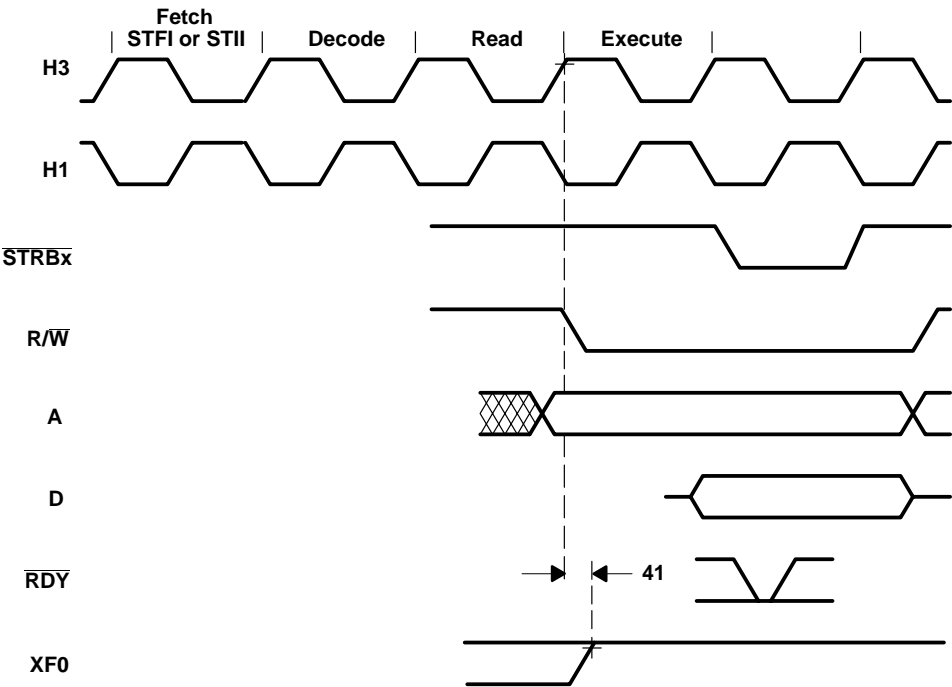 Fetch
STFI or STII Decode Read Execute
H3
H1
STRBx
R/W
A
D
RDY
41
XF0